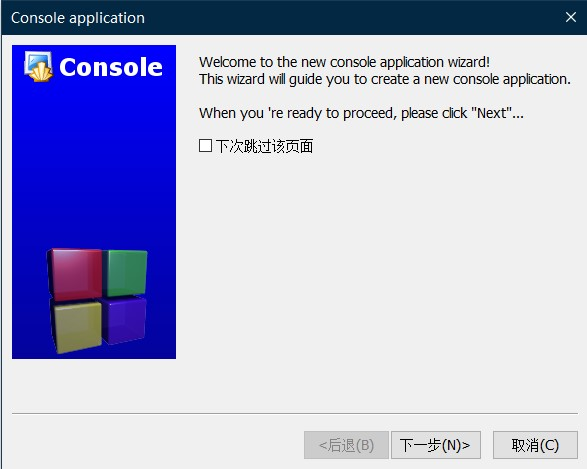 Console application
Console
Welcome to the new console application wizard!
This wizard will guide you to create a new console application.
When you 're ready to proceed, please click "Next"...
下次跳过该页面
<后退(B)
下一步(N)>
取消(C)